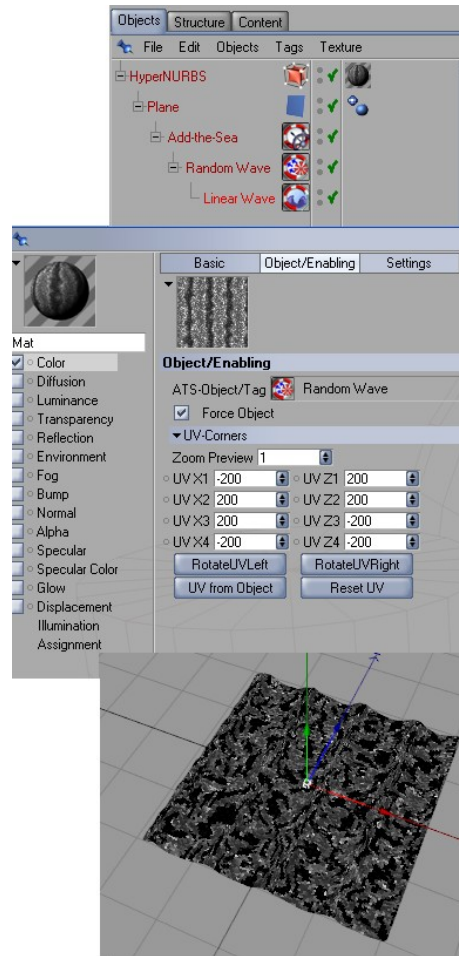 Objects Structure Content
File Edit Objects Tags Texture
HyperNURBS
Plane
Add-the-Sea
Random Wave
Linear Wave
Basic Object/Enabling Settings
Mat
Color
Diffusion
Luminance
Transparency
Reflection
Environment
Fog
Bump
Normal
Alpha
Specular
Specular Color
Glow
Displacement
Illumination
Assignment
Object/Enabling
ATS-Object/Tag Random Wave
Force Object
UV-Corners
Zoom Preview 1
UV X1 -200 UV Z1 200
UV X2 200 UV Z2 200
UV X3 200 UV Z3 -200
UV X4 -200 UV Z4 -200
RotateUVLeft RotateUVRight
UV from Object Reset UV